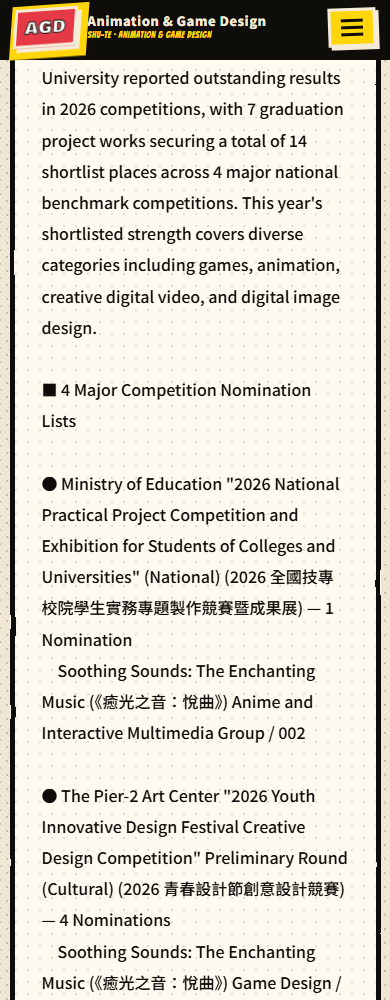 AGD
Animation & Game Design
SHU-TE · ANIMATION & GAME DESIGN
University reported outstanding results
in 2026 competitions, with 7 graduation
project works securing a total of 14
shortlist places across 4 major national
benchmark competitions. This year's
shortlisted strength covers diverse
categories including games, animation,
creative digital video, and digital image
design.
■ 4 Major Competition Nomination
Lists
● Ministry of Education "2026 National
Practical Project Competition and
Exhibition for Students of Colleges and
Universities" (National) (2026 全國技專
校院學生實務專題製作競賽暨成果展) — 1
Nomination
Soothing Sounds: The Enchanting
Music (《癒光之音：悅曲》) Anime and
Interactive Multimedia Group / 002
● The Pier-2 Art Center "2026 Youth
Innovative Design Festival Creative
Design Competition" Preliminary Round
(Cultural) (2026 青春設計節創意設計競賽)
— 4 Nominations
Soothing Sounds: The Enchanting
Music (《癒光之音：悅曲》) Game Design /